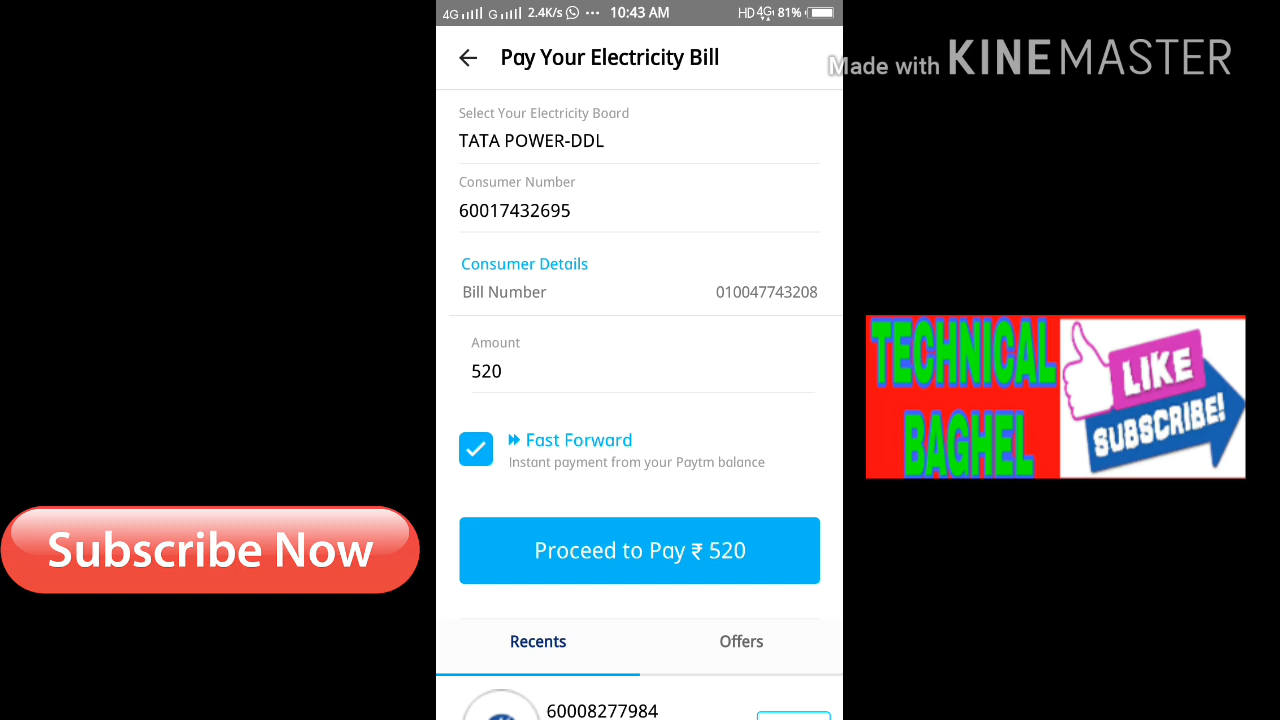 4G G 2.4K/s 10:43 AM HD 4G 81%
Pay Your Electricity Bill
Made with KINEMASTER
Select Your Electricity Board
TATA POWER-DDL
Consumer Number
60017432695
Consumer Details
Bill Number 010047743208
Amount
520
Fast Forward
Instant payment from your Paytm balance
Proceed to Pay ₹ 520
Recents Offers
60008277984
Subscribe Now
TECHNICAL
BAGHEL
LIKE
SUBSCRIBE!